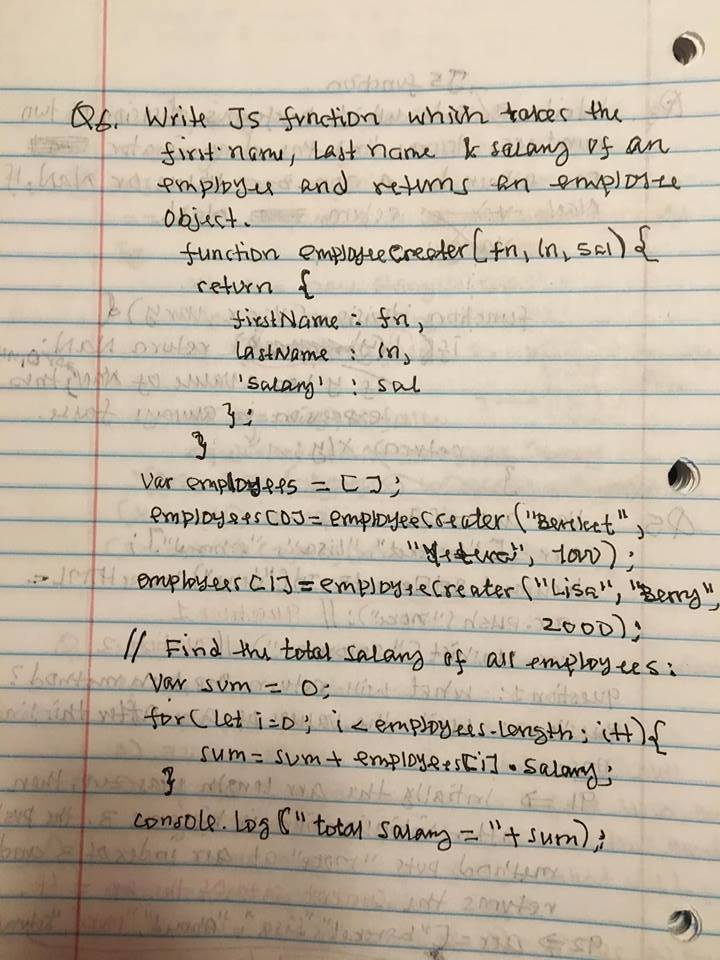 Q6. Write JS function which takes the
first name, last name & salary of an
employee and returns an employee
object.
function employeeCreater(fn, ln, sal) {
return {
firstName : fn,
lastName : ln,
'salary' : sal
};
}
var employees = [];
employees[0] = employeeCreater ("Bereket",
1000);
employees[1] = employeeCreater ("Lisa", "Berry",
2000);
// Find the total salary of all employees:
var sum = 0;
for( let i=0; i < employees.length; i++){
sum = sum + employees[i].salary;
}
console.log("total salary = "+ sum);